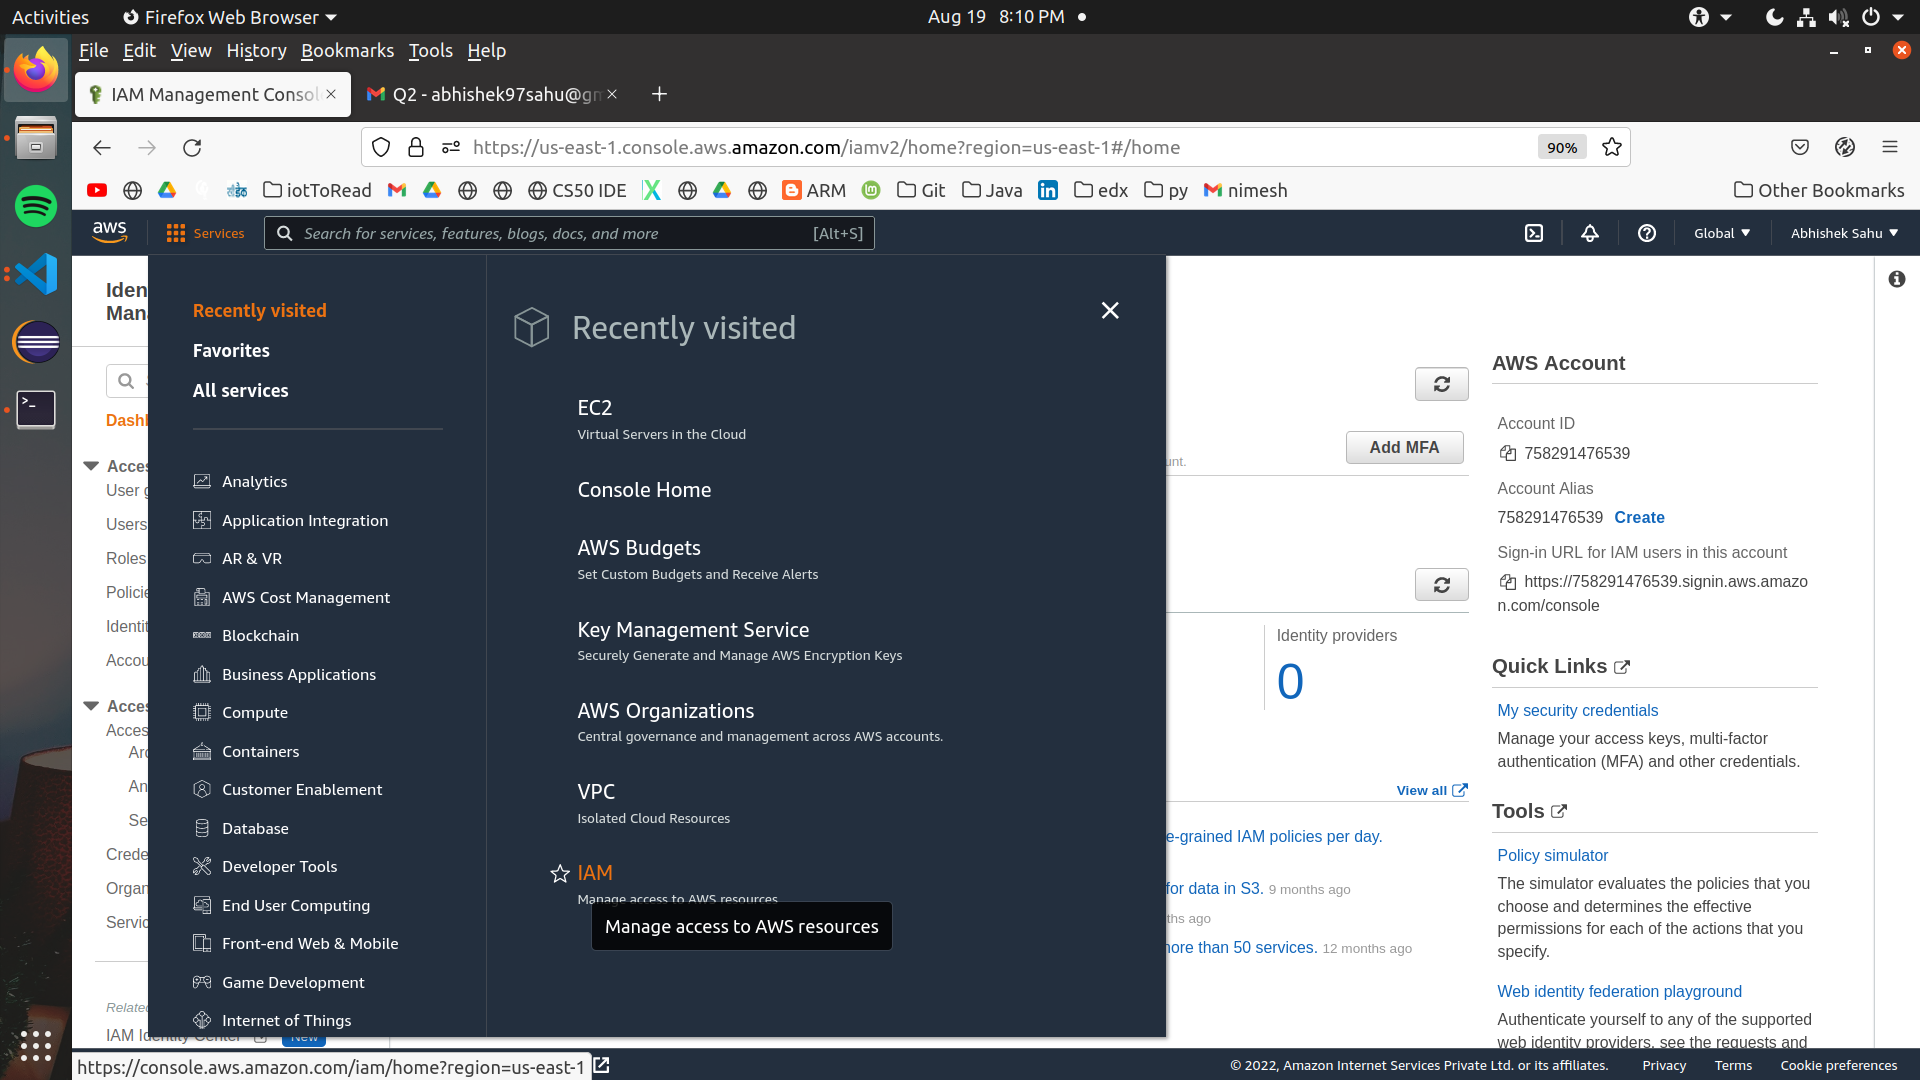 Activities
Firefox Web Browser
Aug 19 8:10 PM
File Edit View History Bookmarks Tools Help
IAM Management Consol
Q2 - abhishek97sahu@gm
https://us-east-1.console.aws.amazon.com/iamv2/home?region=us-east-1#/home
90%
iotToRead
CS50 IDE
ARM
Git
Java
edx
py
nimesh
Other Bookmarks
aws
Services
Search for services, features, blogs, docs, and more
[Alt+S]
Global
Abhishek Sahu
Iden
Mana
Dashb
Acces
User g
Users
Roles
Policie
Identit
Accou
Acces
Acces
Arc
An
Se
Crede
Organ
Servic
Related
IAM Identity Center
New
Recently visited
Favorites
All services
Analytics
Application Integration
AR & VR
AWS Cost Management
Blockchain
Business Applications
Compute
Containers
Customer Enablement
Database
Developer Tools
End User Computing
Front-end Web & Mobile
Game Development
Internet of Things
Recently visited
EC2
Virtual Servers in the Cloud
Console Home
AWS Budgets
Set Custom Budgets and Receive Alerts
Key Management Service
Securely Generate and Manage AWS Encryption Keys
AWS Organizations
Central governance and management across AWS accounts.
VPC
Isolated Cloud Resources
IAM
Manage access to AWS resources
Manage access to AWS resources
Add MFA
unt.
Identity providers
0
View all
e-grained IAM policies per day.
for data in S3. 9 months ago
ths ago
more than 50 services. 12 months ago
AWS Account
Account ID
758291476539
Account Alias
758291476539 Create
Sign-in URL for IAM users in this account
https://758291476539.signin.aws.amazo
n.com/console
Quick Links
My security credentials
Manage your access keys, multi-factor
authentication (MFA) and other credentials.
Tools
Policy simulator
The simulator evaluates the policies that you
choose and determines the effective
permissions for each of the actions that you
specify.
Web identity federation playground
Authenticate yourself to any of the supported
web identity providers, see the requests and
https://console.aws.amazon.com/iam/home?region=us-east-1
© 2022, Amazon Internet Services Private Ltd. or its affiliates.
Privacy
Terms
Cookie preferences